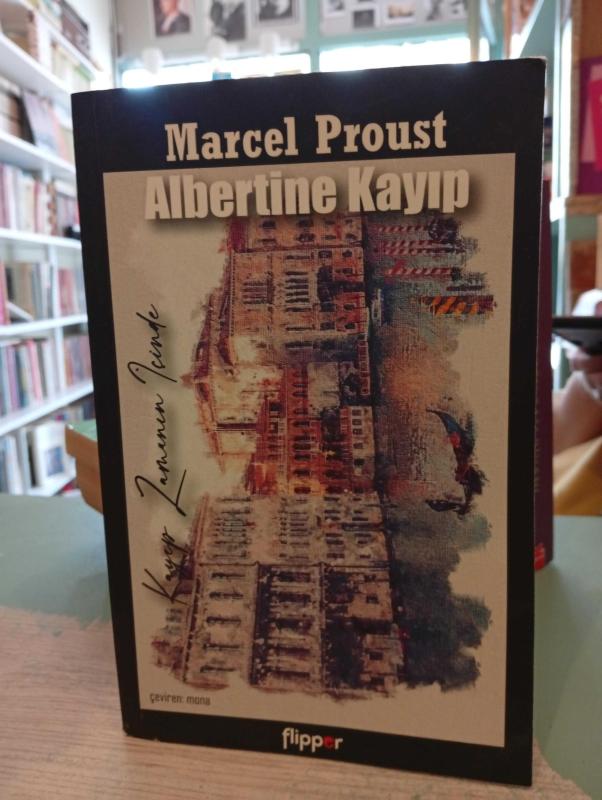 Marcel Proust
Albertine Kayıp
Kayıp Zamanın İçinde
çeviren: mona
flipper